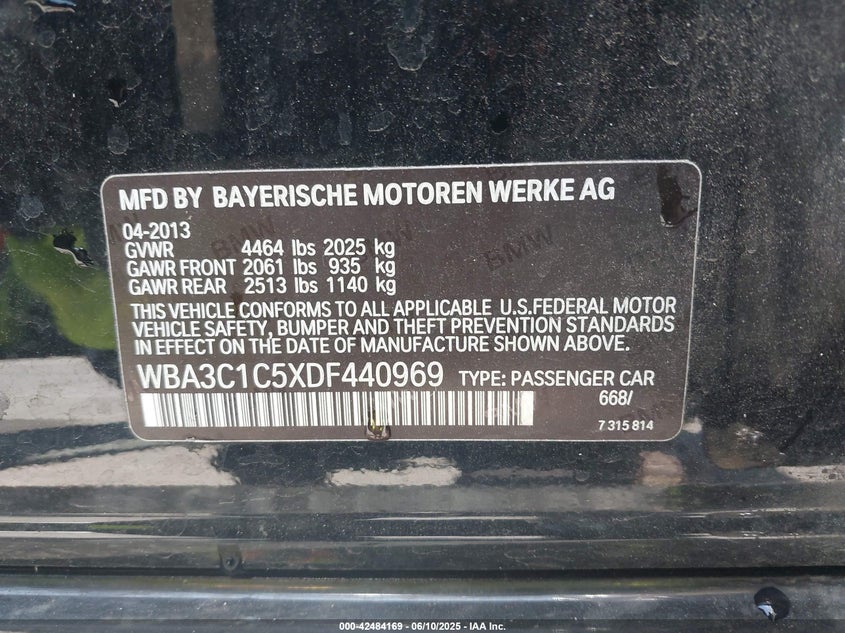 MFD BY BAYERISCHE MOTOREN WERKE AG
04-2013
GVWR 4464 lbs 2025 kg
GAWR FRONT 2061 lbs 935 kg
GAWR REAR 2513 lbs 1140 kg
THIS VEHICLE CONFORMS TO ALL APPLICABLE U.S.FEDERAL MOTOR
VEHICLE SAFETY, BUMPER AND THEFT PREVENTION STANDARDS
IN EFFECT ON THE DATE OF MANUFACTURE SHOWN ABOVE.
WBA3C1C5XDF440969 TYPE: PASSENGER CAR
668/
7 315 814
BMW
BMW
000-42484169 - 06/10/2025 - IAA Inc.